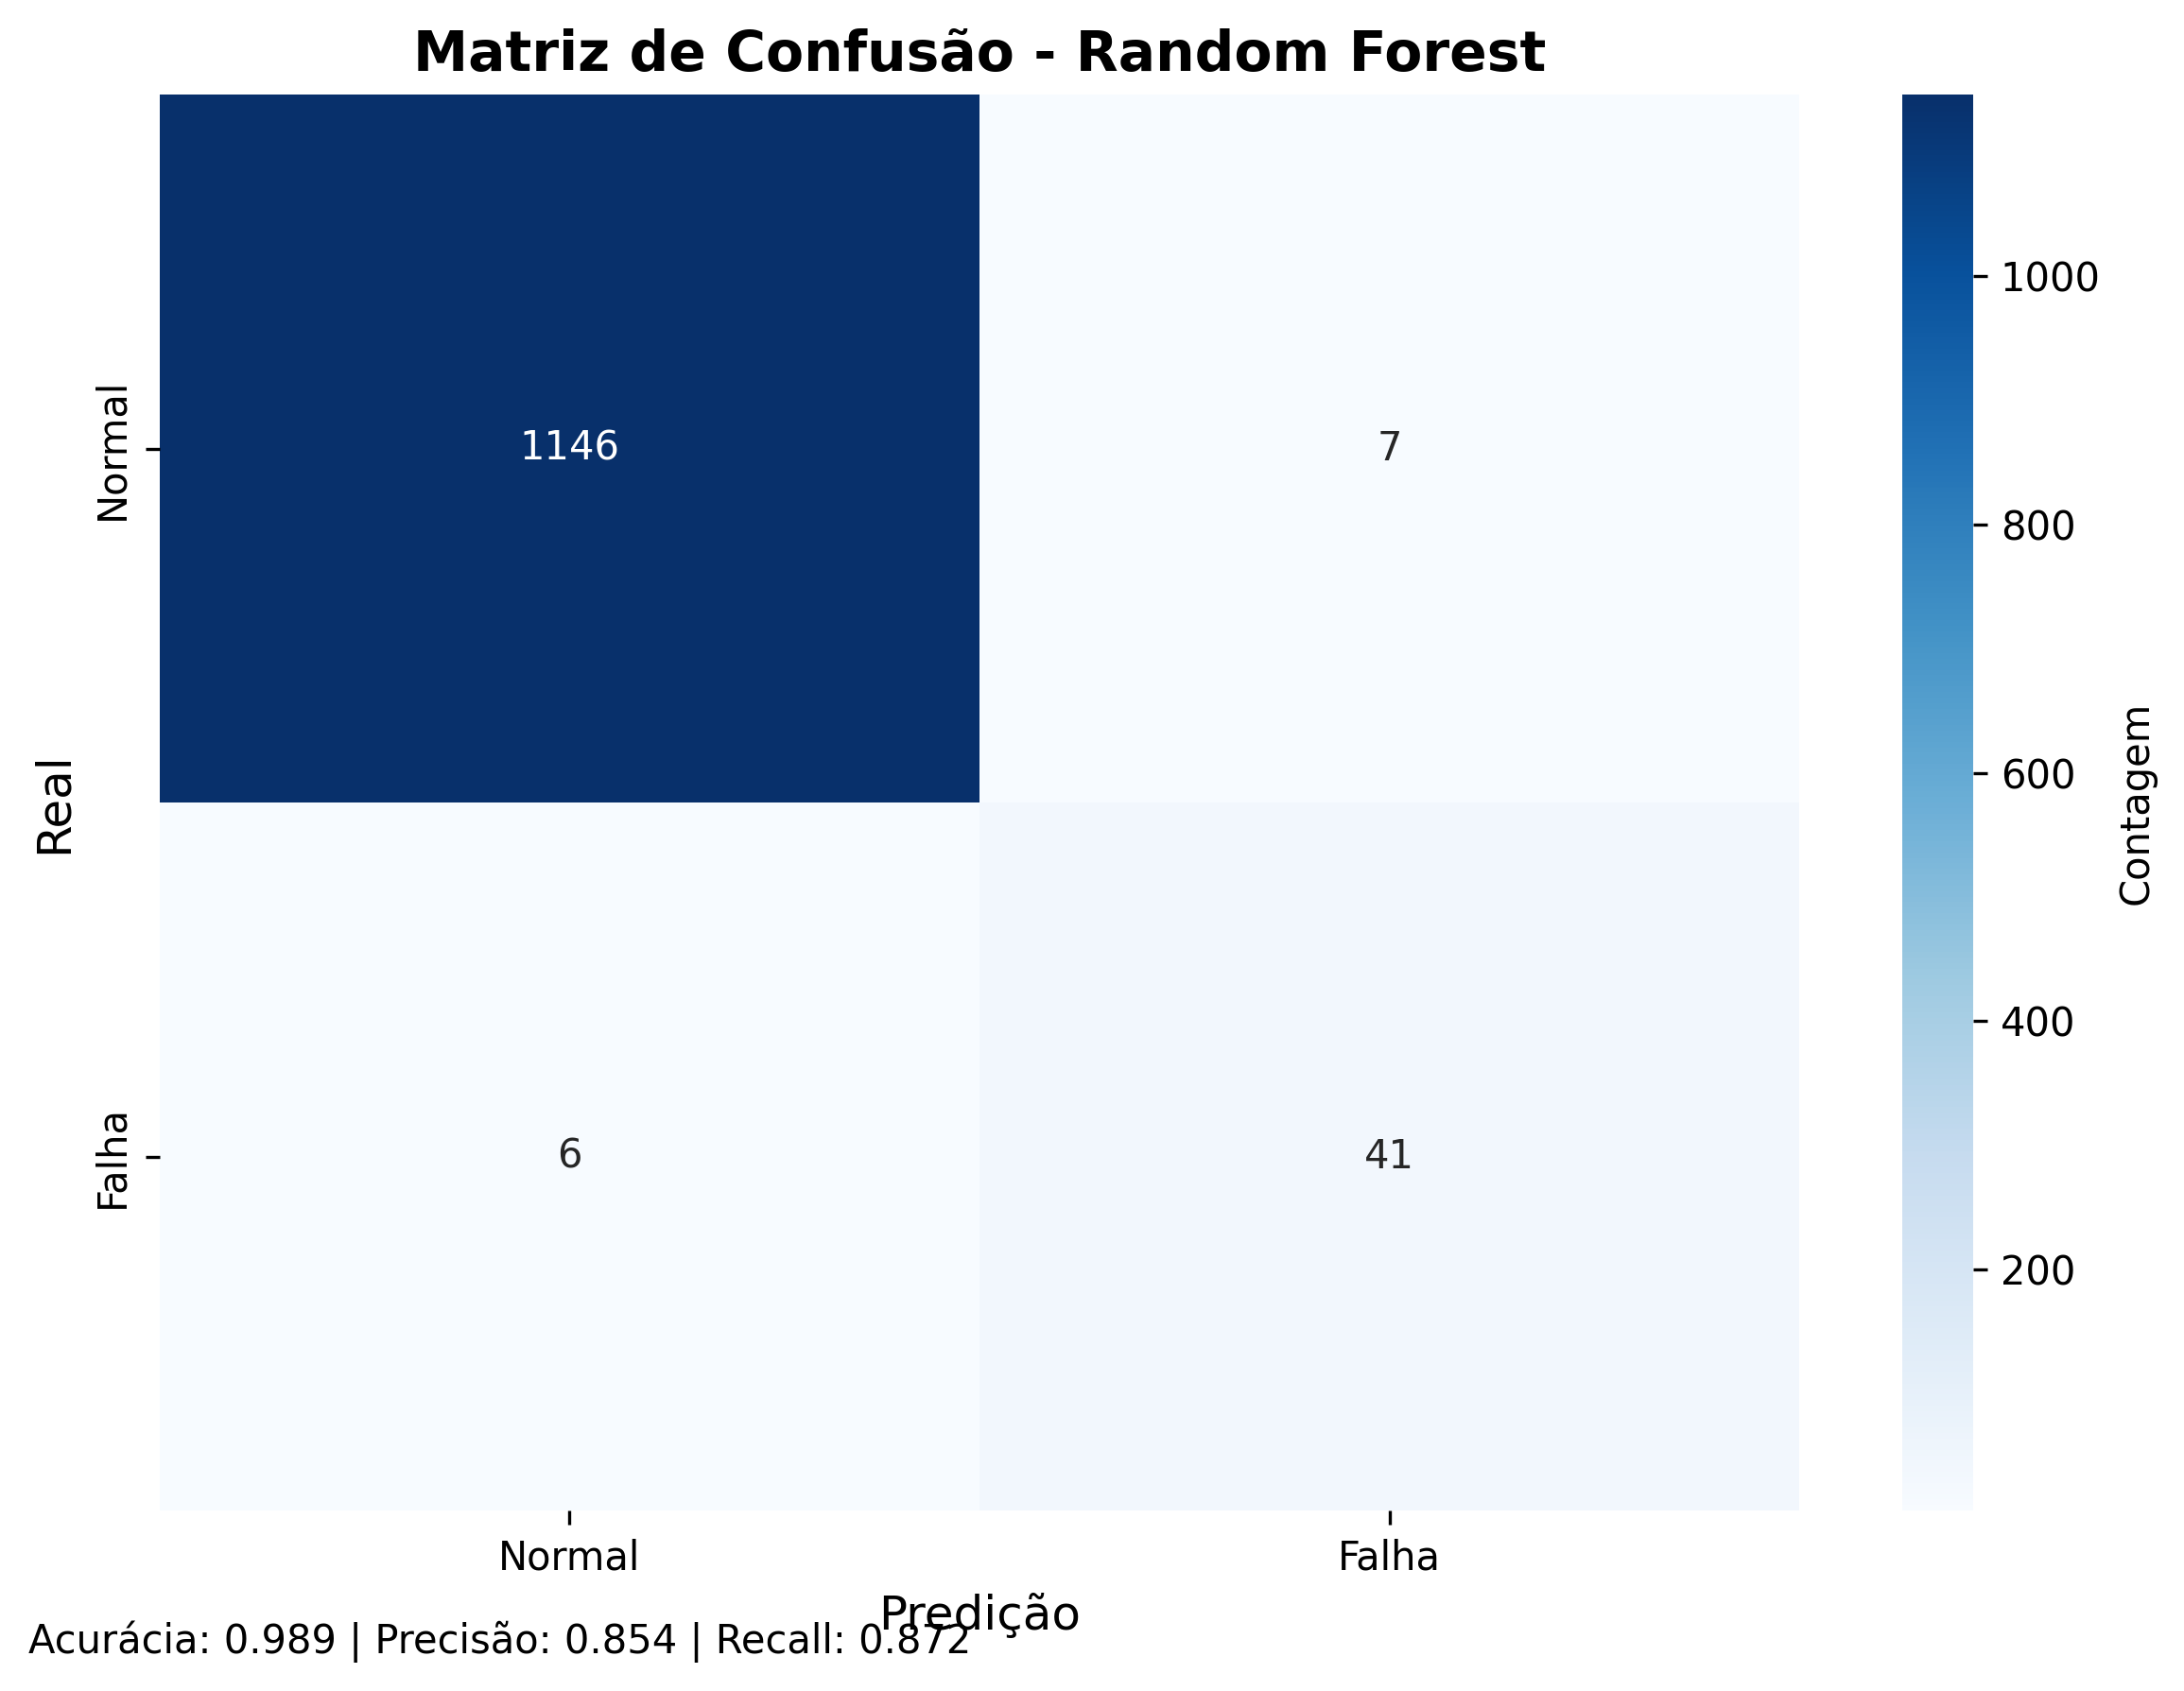 Matriz de Confusão - Random Forest
Normal
1146
7
Real
Falha
6
41
1000
800
600
400
200
Contagem
Normal
Falha
Predição
Acurácia: 0.989 | Precisão: 0.854 | Recall: 0.872